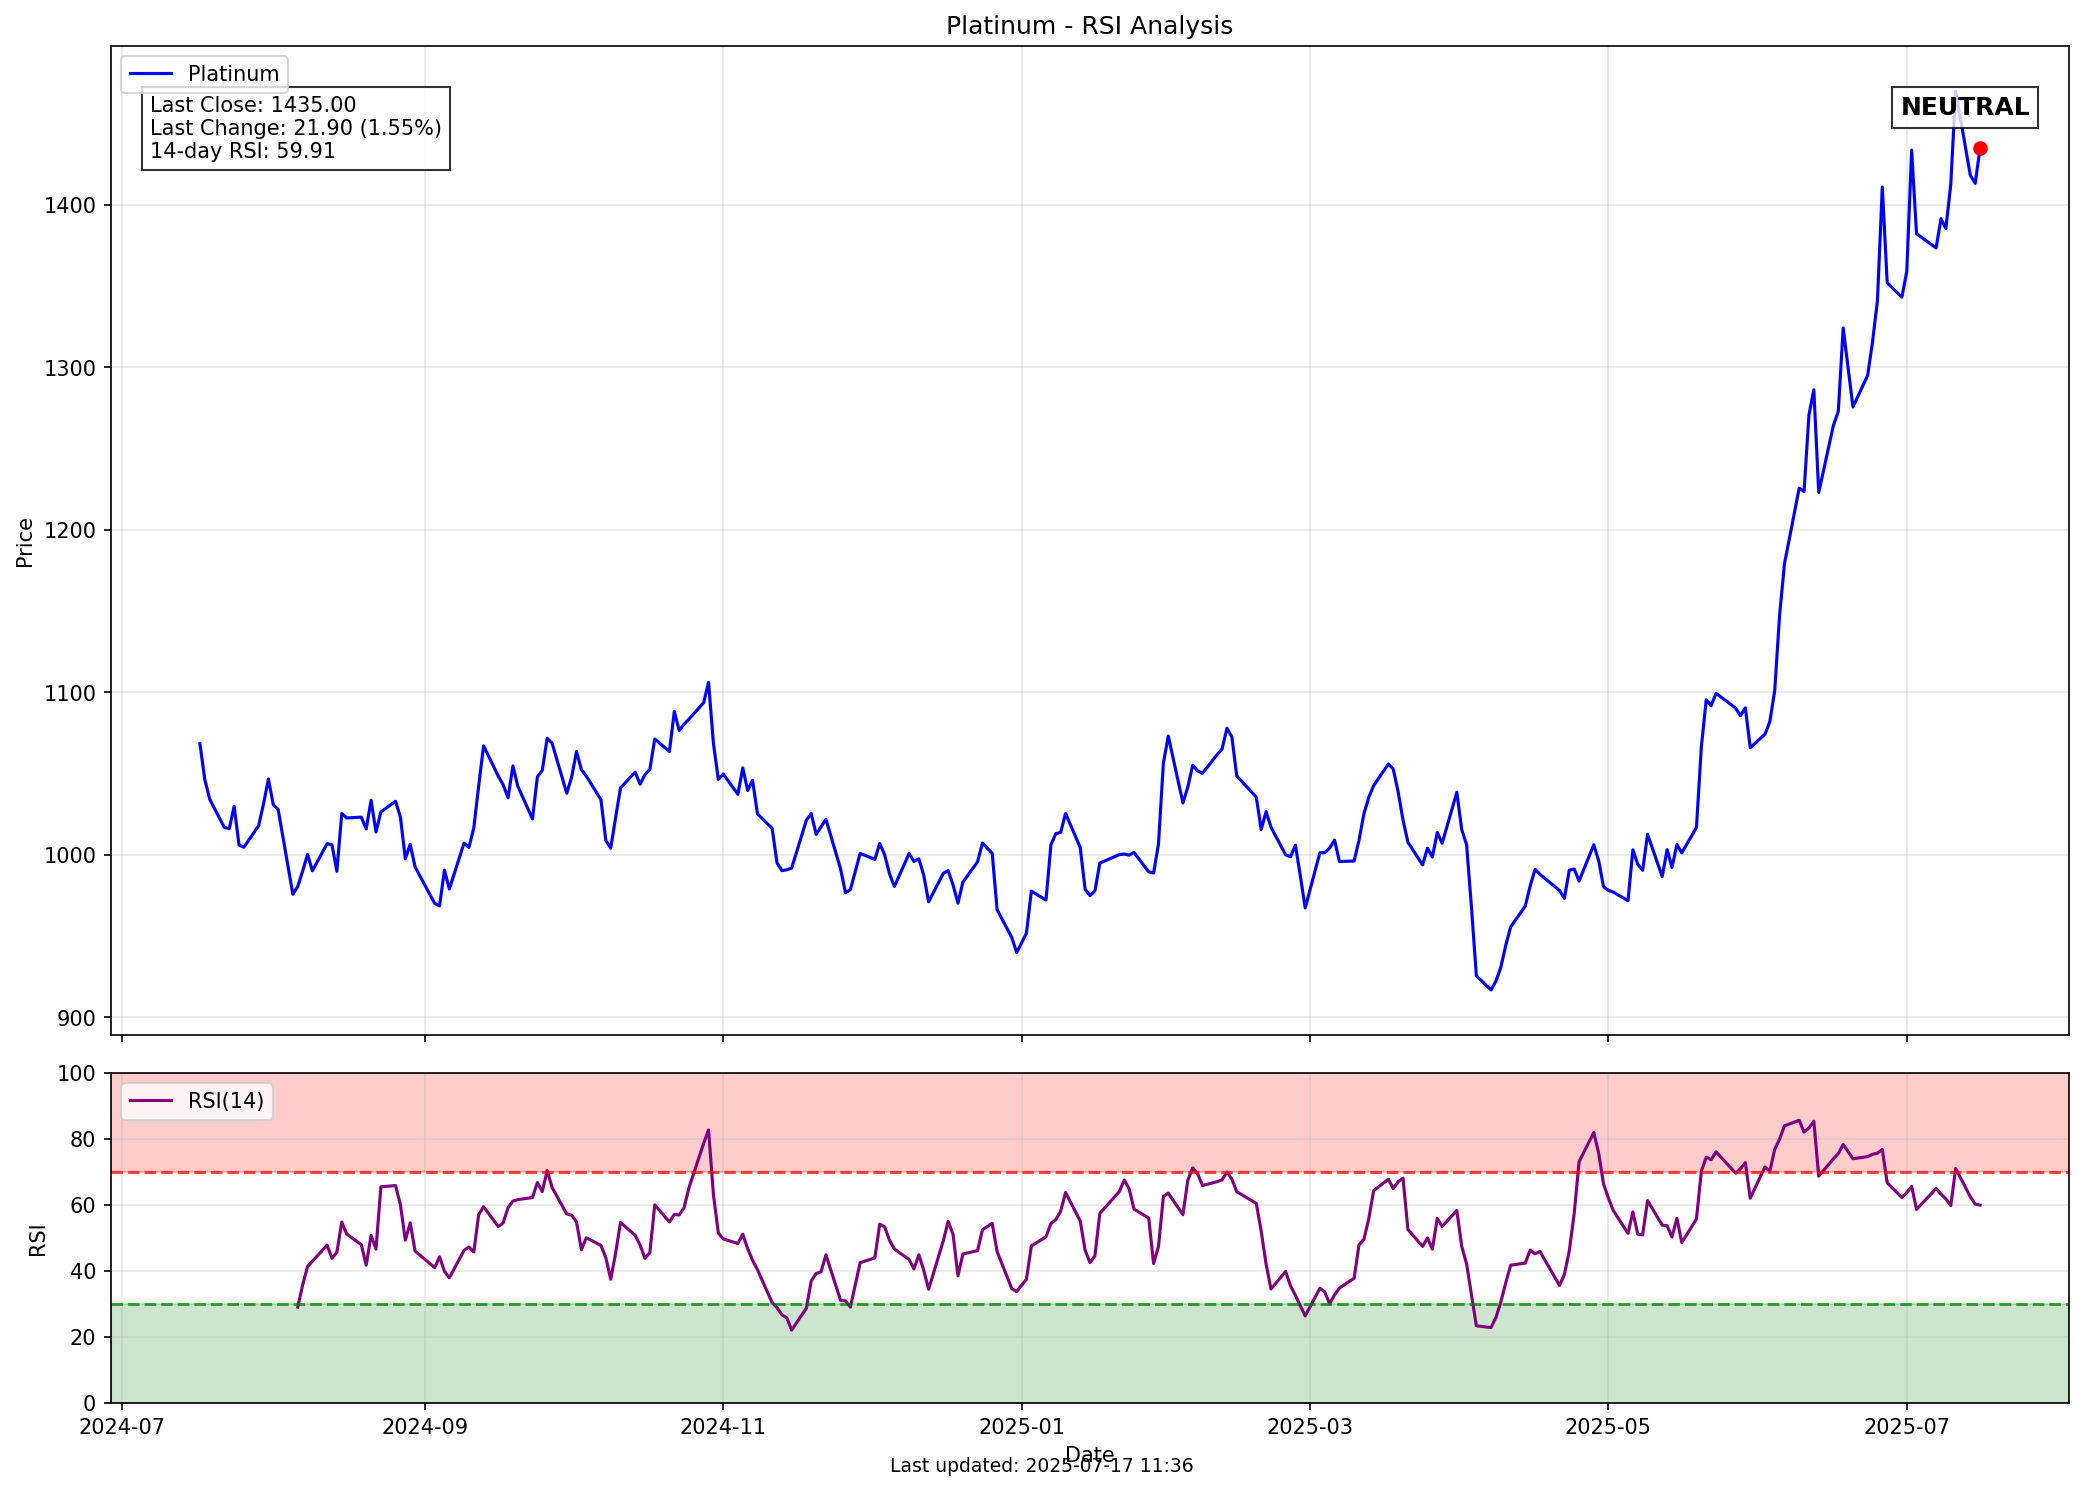 Platinum - RSI Analysis
Platinum
Last Close: 1435.00
Last Change: 21.90 (1.55%)
14-day RSI: 59.91
NEUTRAL
Price
1400
1300
1200
1100
1000
900
RSI(14)
RSI
100
80
60
40
20
0
2024-07
2024-09
2024-11
2025-01
2025-03
2025-05
2025-07
Date
Last updated: 2025-07-17 11:36